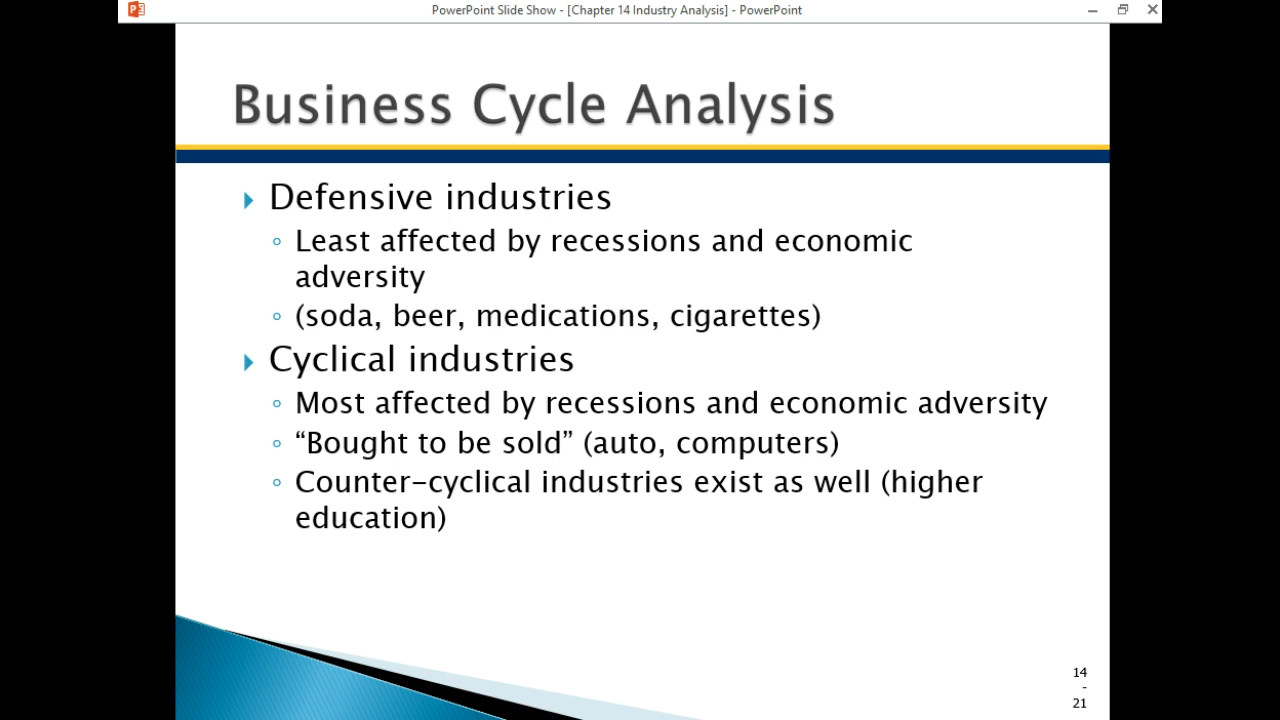 PowerPoint Slide Show - [Chapter 14 Industry Analysis] - PowerPoint
Business Cycle Analysis
Defensive industries
Least affected by recessions and economic
adversity
(soda, beer, medications, cigarettes)
Cyclical industries
Most affected by recessions and economic adversity
“Bought to be sold” (auto, computers)
Counter-cyclical industries exist as well (higher
education)
14
-
21